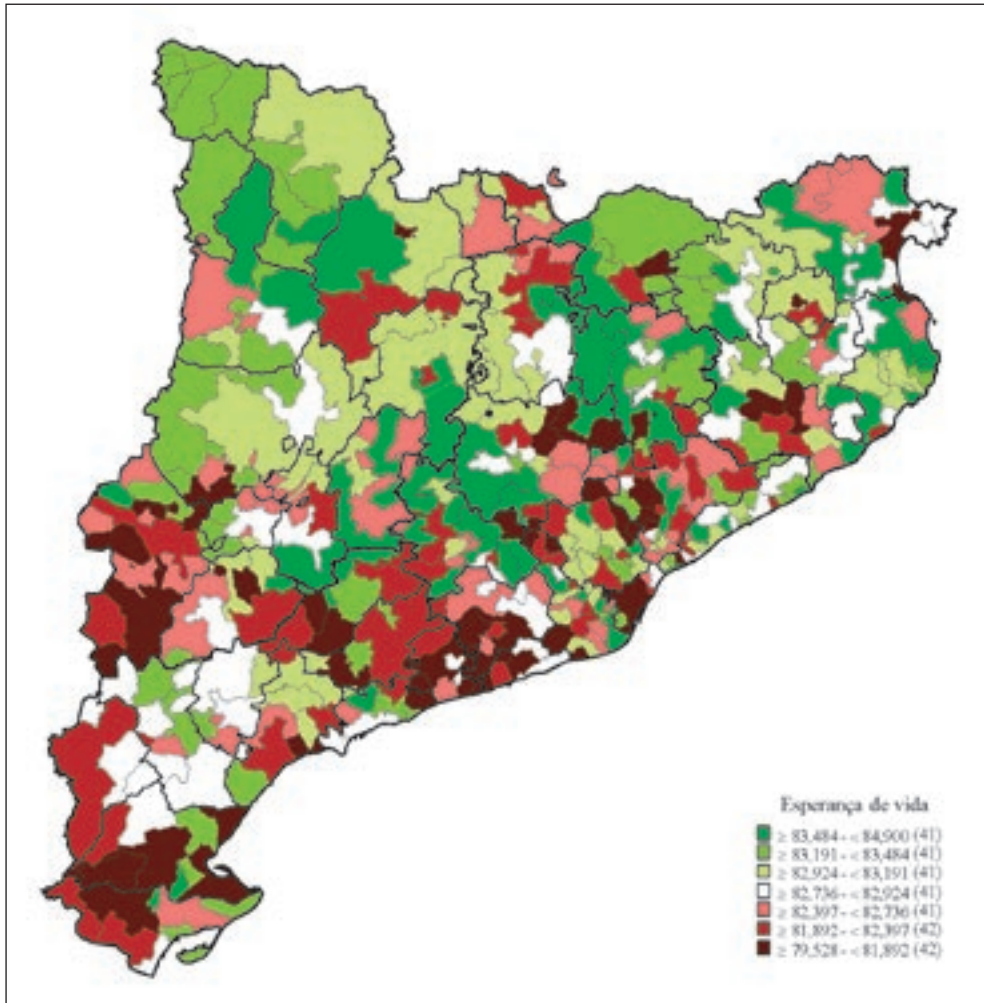 Esperança de vida
≥ 83,484 - < 84,900 (41)
≥ 83,191 - < 83,484 (41)
≥ 82,924 - < 83,191 (41)
≥ 82,736 - < 82,924 (41)
≥ 82,397 - < 82,736 (41)
≥ 81,892 - < 82,397 (42)
≥ 79,528 - < 81,892 (42)